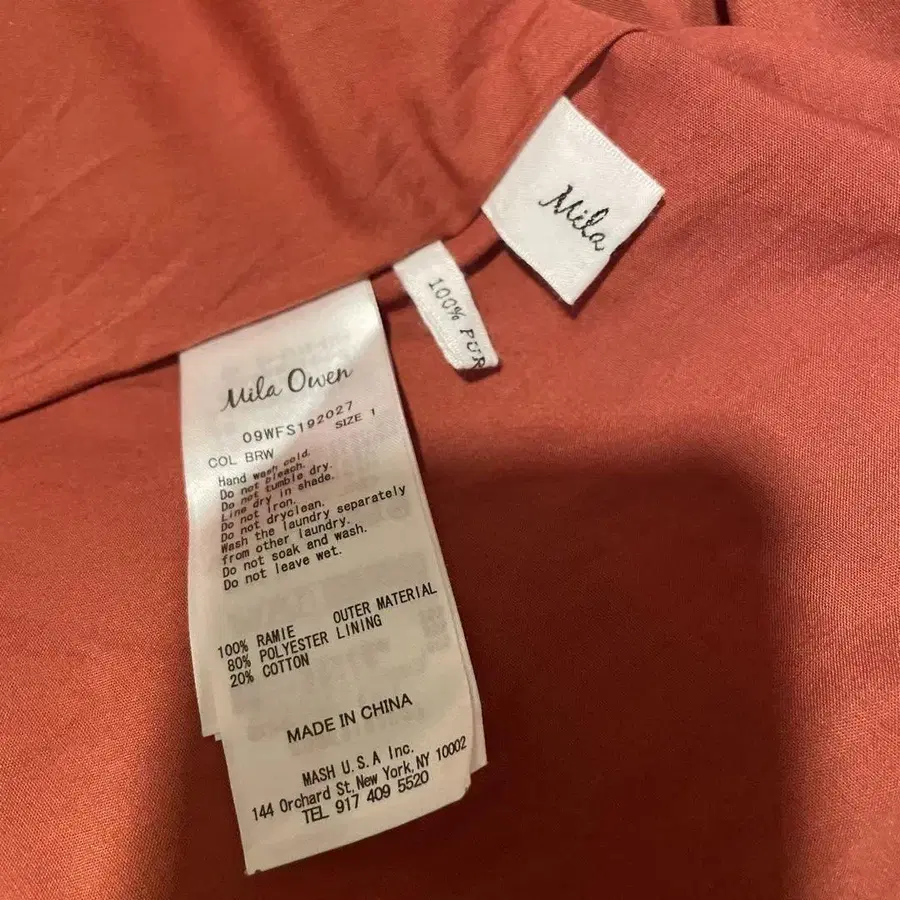 Mila
100% PUR
Mila Owen
09WFS192027
SIZE 1
COL BRW
Hand wash cold.
Do not bleach.
Do not tumble dry.
Line dry in shade.
Do not iron.
Do not dryclean.
Wash the laundry separately
from other laundry.
Do not soak and wash.
Do not leave wet.
100% RAMIE OUTER MATERIAL
80% POLYESTER LINING
20% COTTON
MADE IN CHINA
MASH U.S.A Inc.
144 Orchard St,New York,NY 10002
TEL 917 409 5520